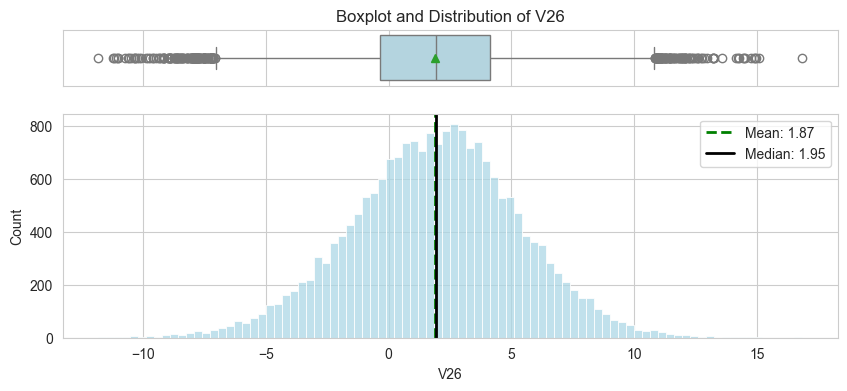 Boxplot and Distribution of V26
800
600
400
200
0
Count
Mean: 1.87
Median: 1.95
−10
−5
0
5
10
15
V26